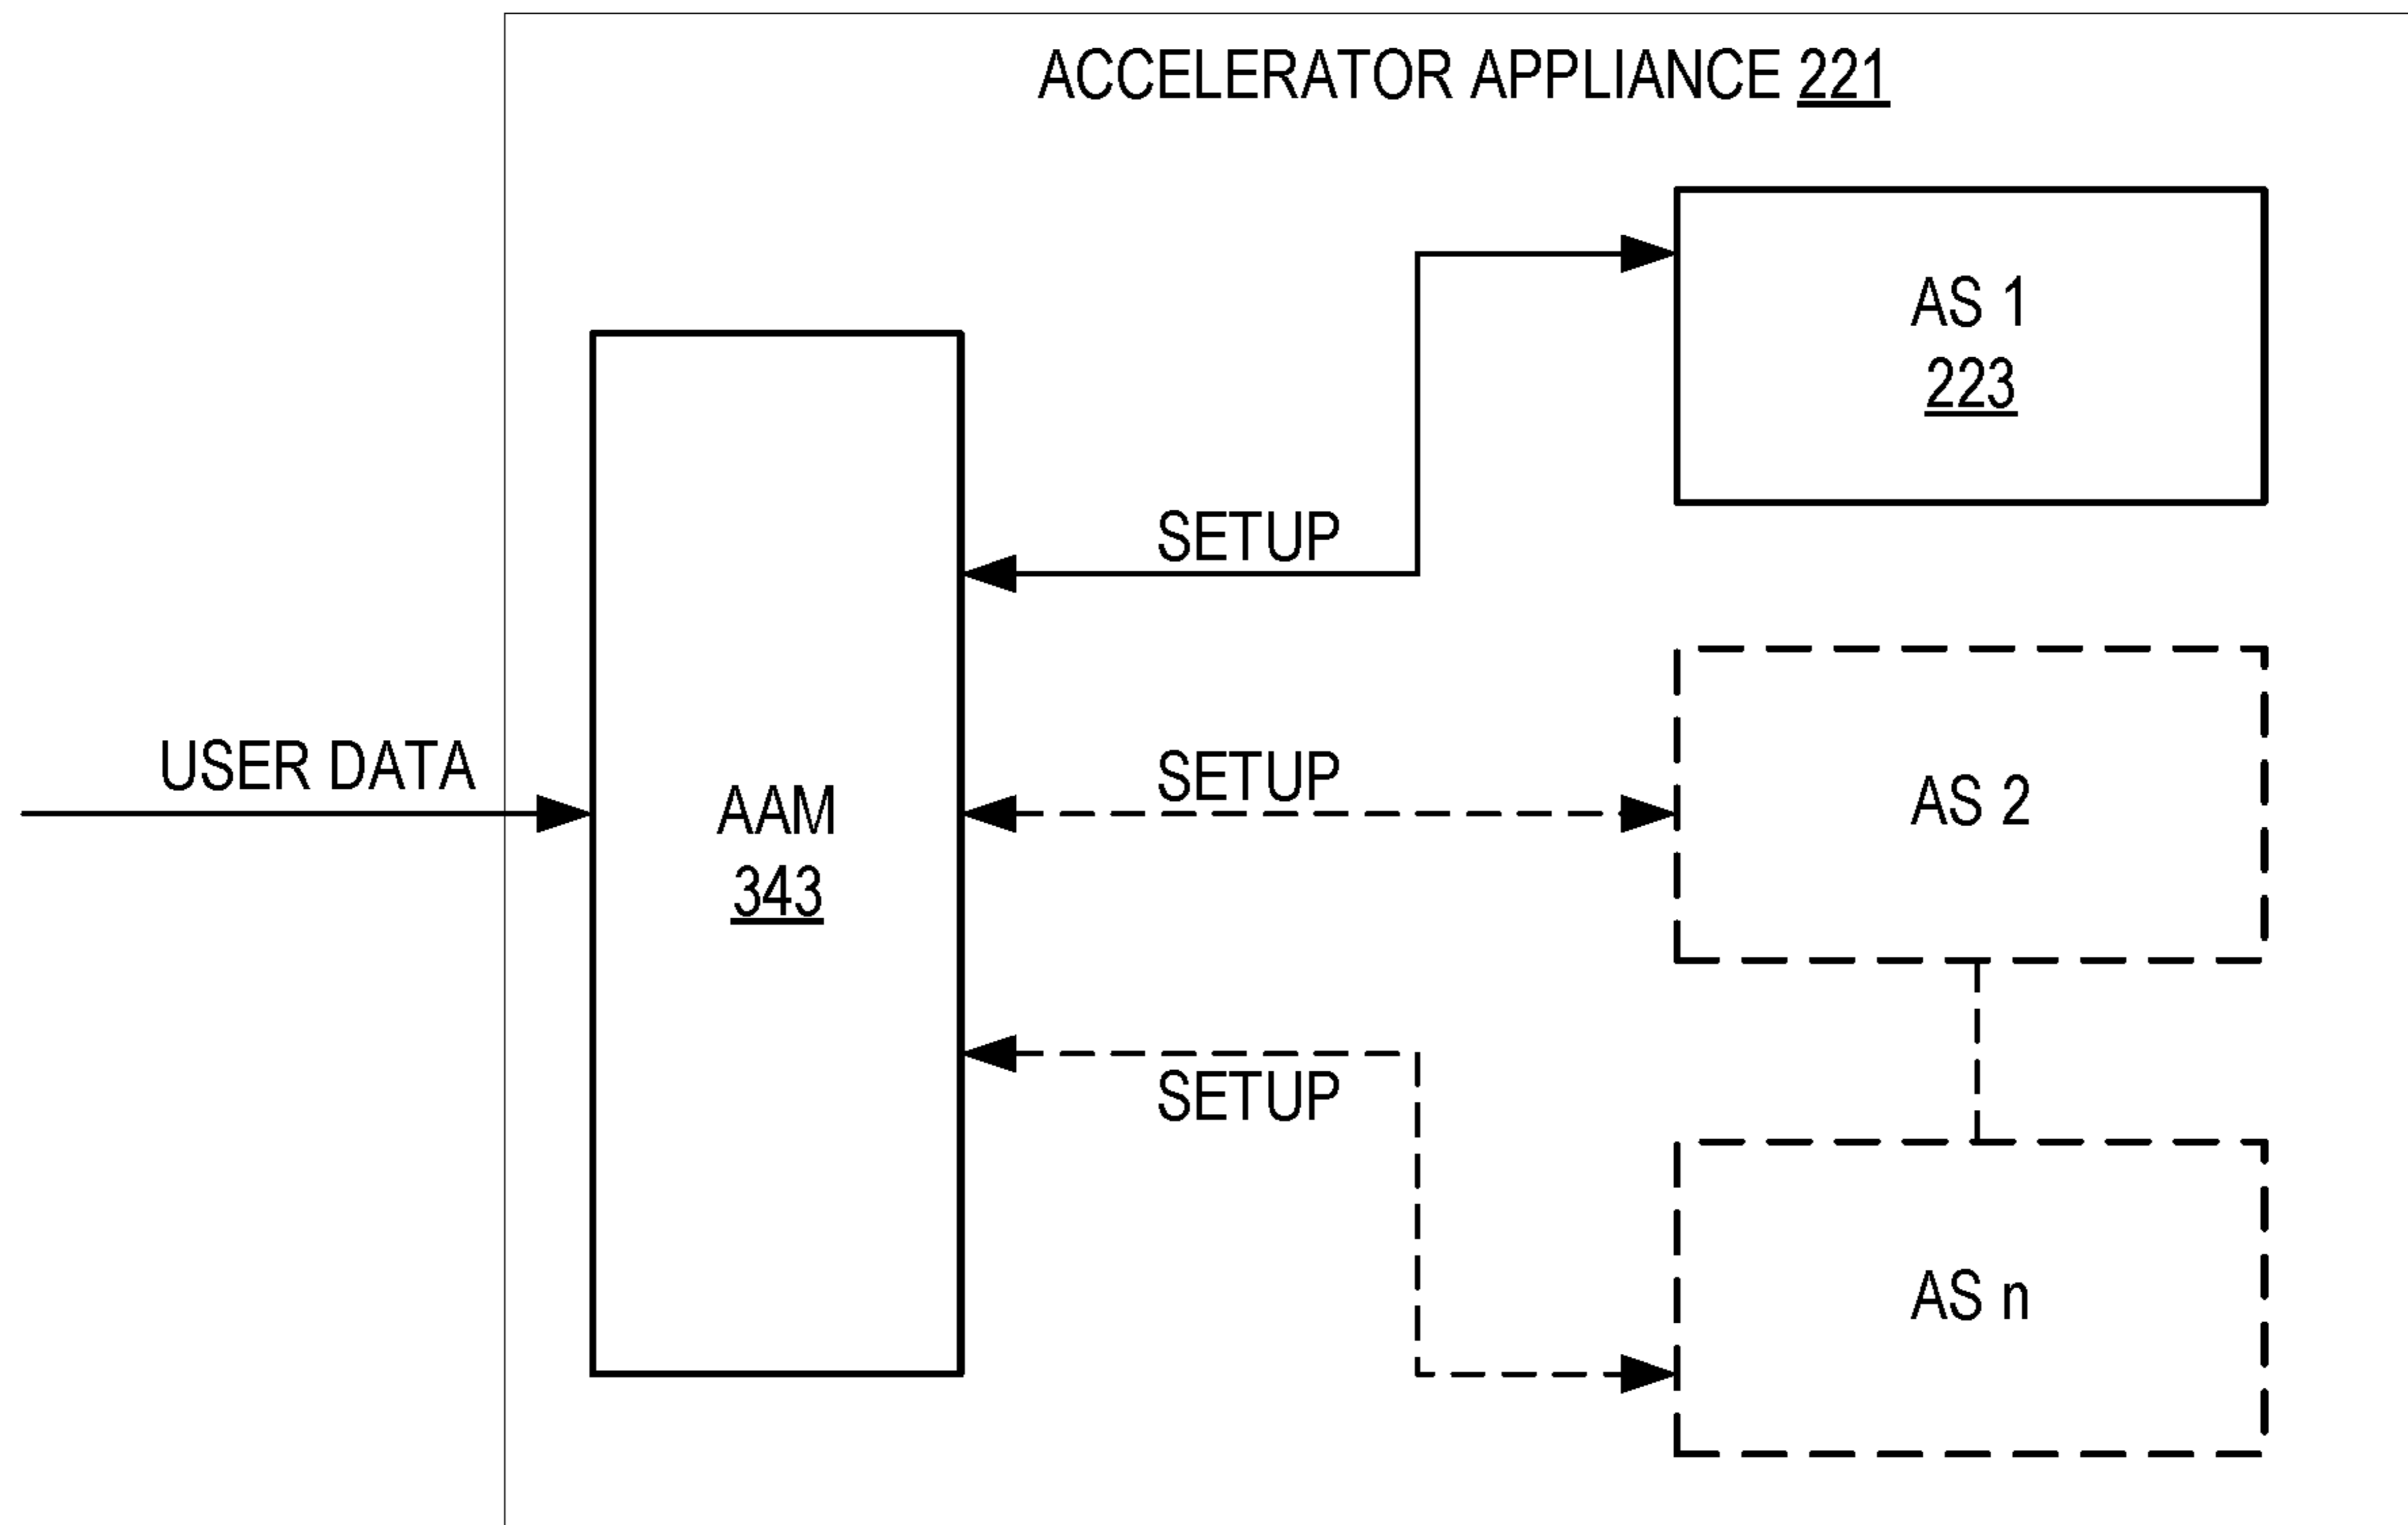 ACCELERATOR APPLIANCE 221
AS 1
223
SETUP
USER DATA
SETUP
AAM
343
AS 2
SETUP
AS n